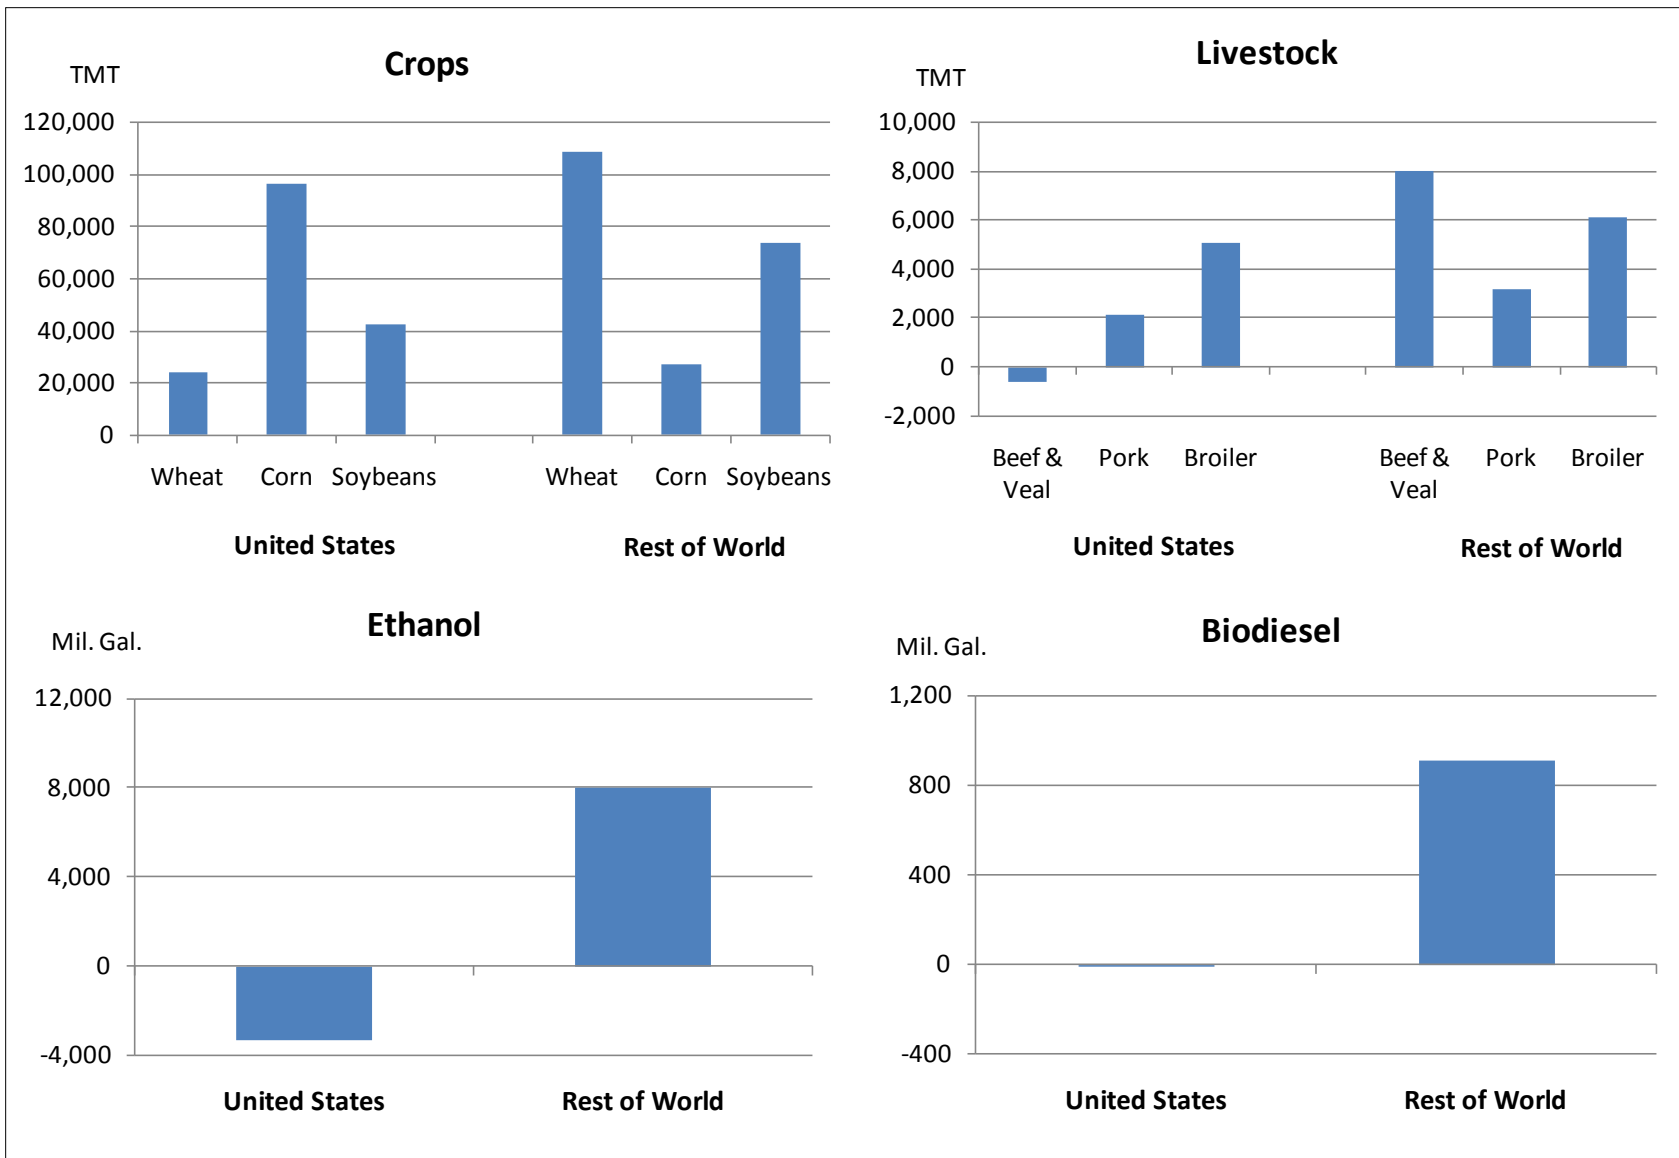 Crops
TMT
120,000
100,000
80,000
60,000
40,000
20,000
0
Wheat Corn Soybeans Wheat Corn Soybeans
United States Rest of World
Livestock
TMT
10,000
8,000
6,000
4,000
2,000
0
-2,000
Beef & Pork Broiler Beef & Pork Broiler
Veal Veal
United States Rest of World
Ethanol
Mil. Gal.
12,000
8,000
4,000
0
-4,000
United States Rest of World
Biodiesel
Mil. Gal.
1,200
800
400
0
-400
United States Rest of World